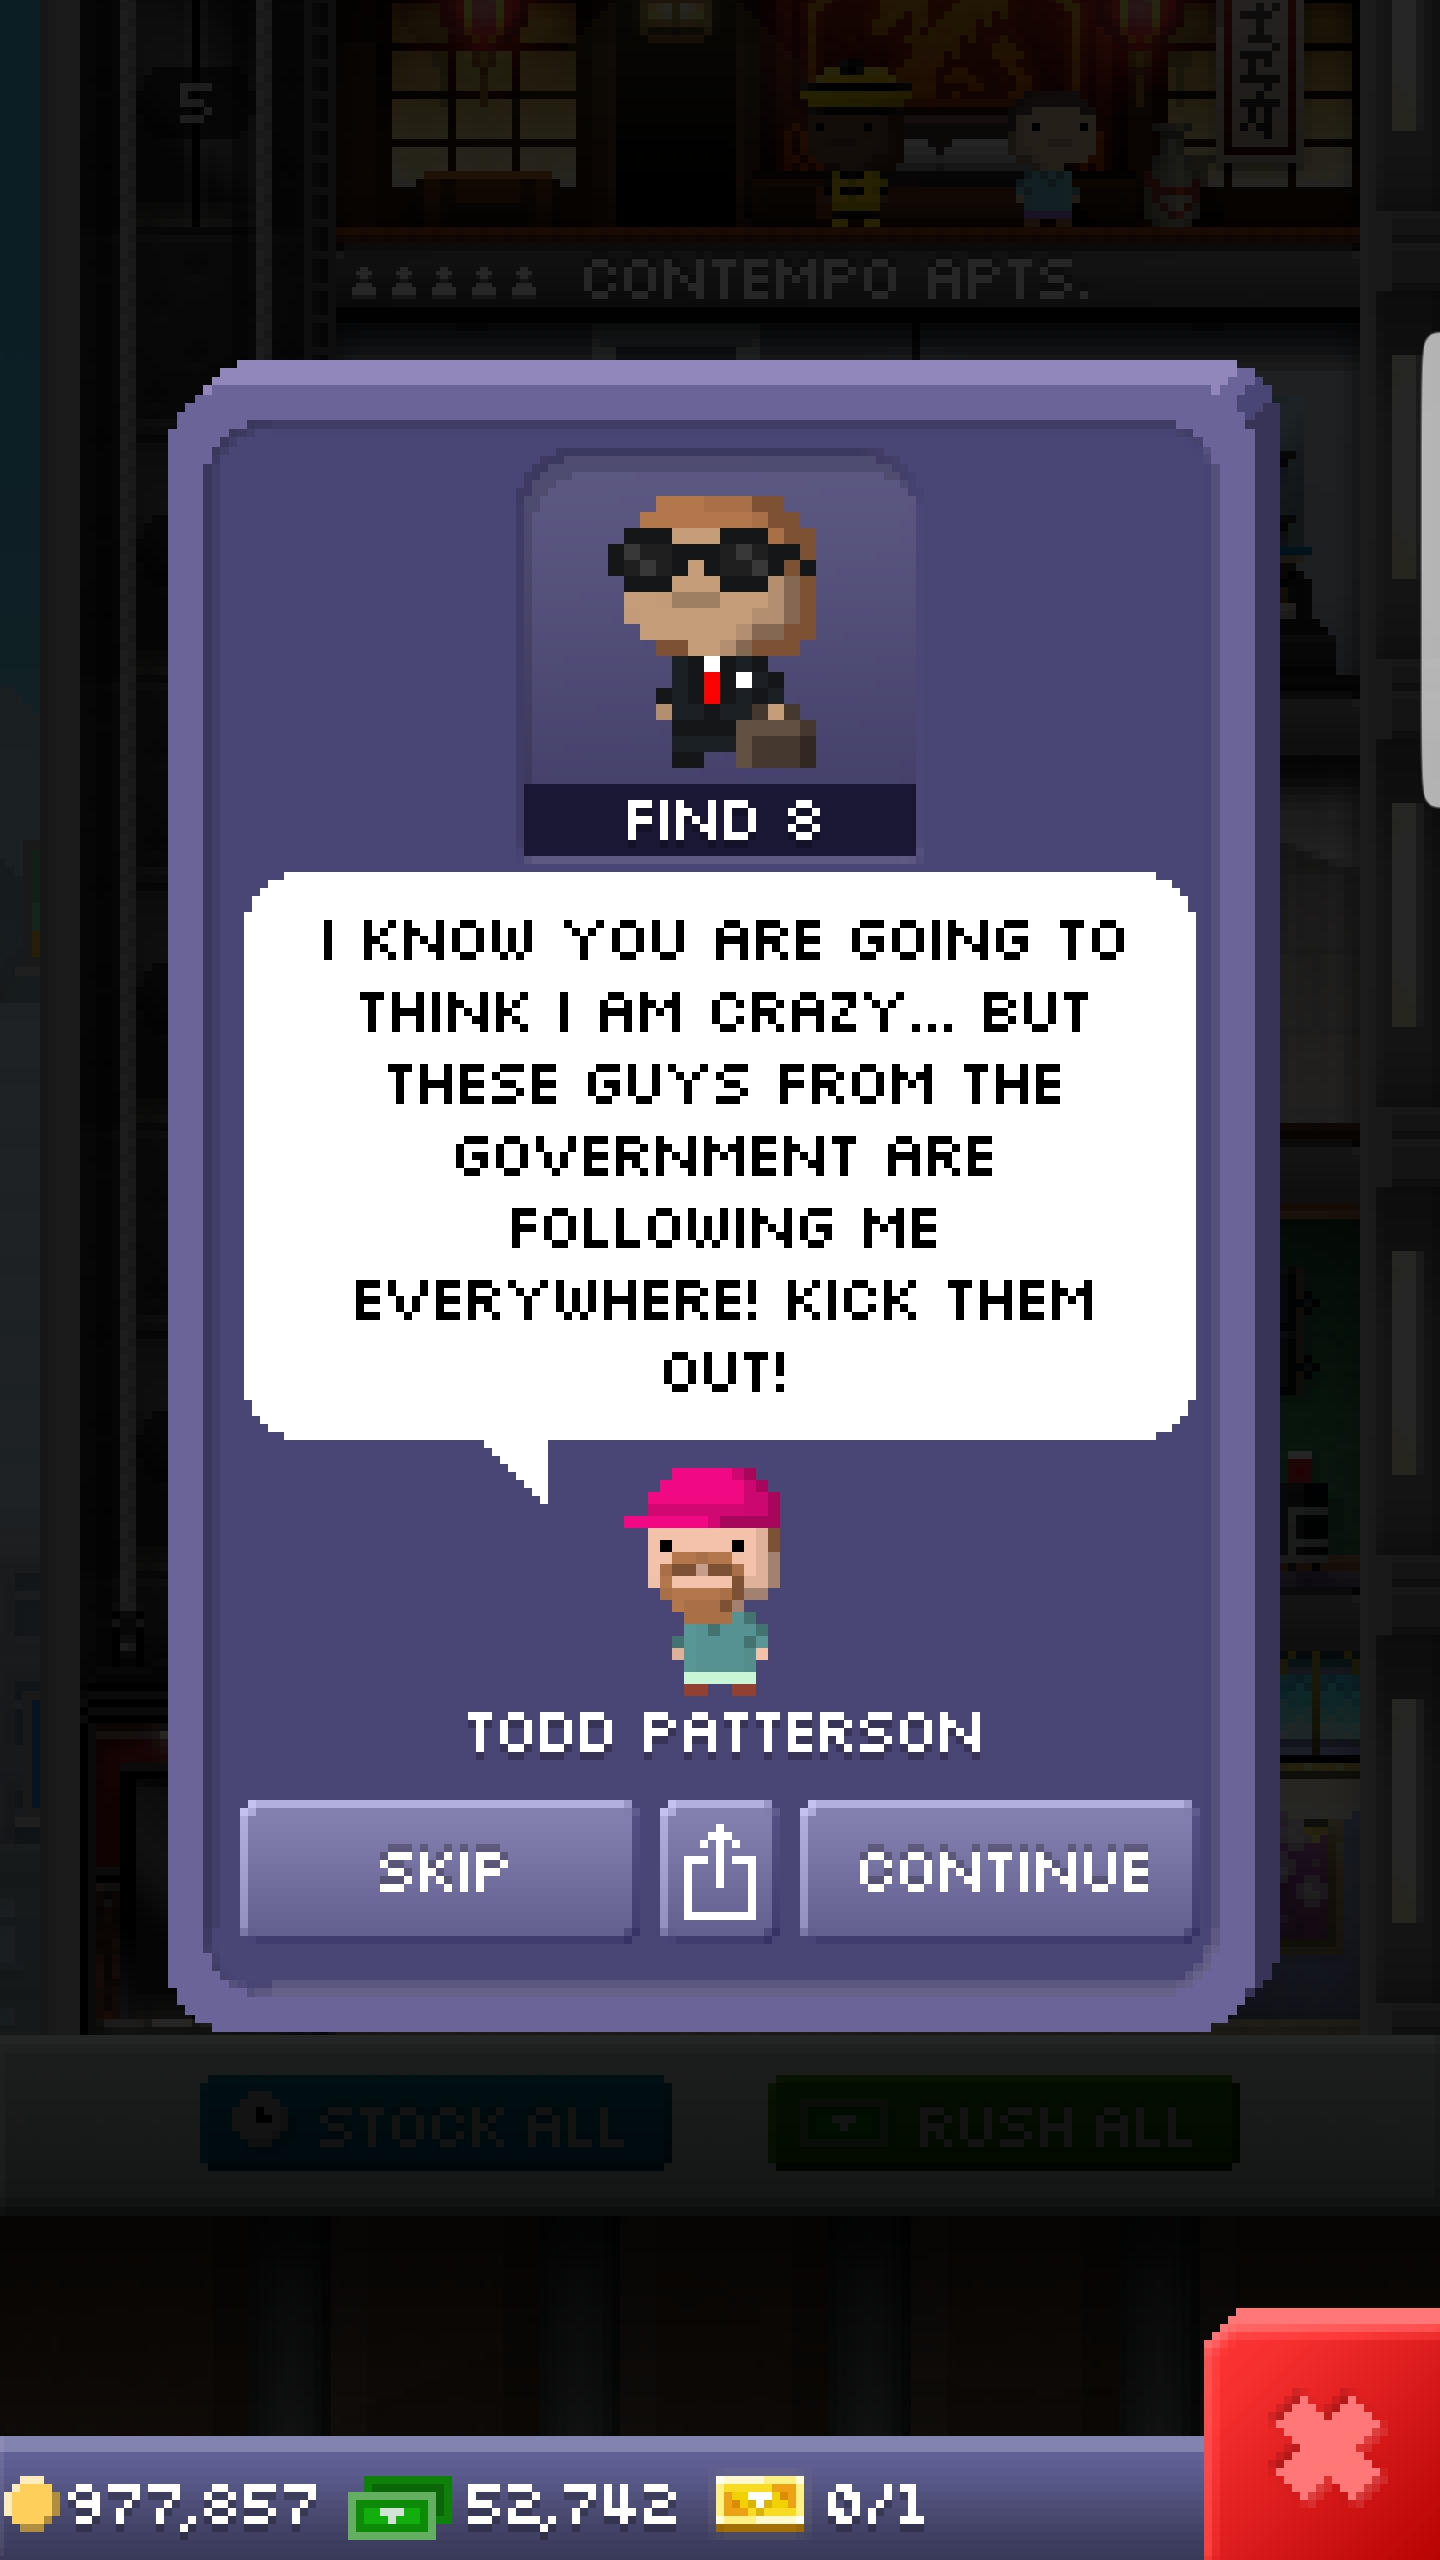 5
CONTEMPO APTS.
FIND 8
I KNOW YOU ARE GOING TO
THINK I AM CRAZY... BUT
THESE GUYS FROM THE
GOVERNMENT ARE
FOLLOWING ME
EVERYWHERE! KICK THEM
OUT!
TODD PATTERSON
SKIP
CONTINUE
STOCK ALL
RUSH ALL
977,857
52,742
0/1